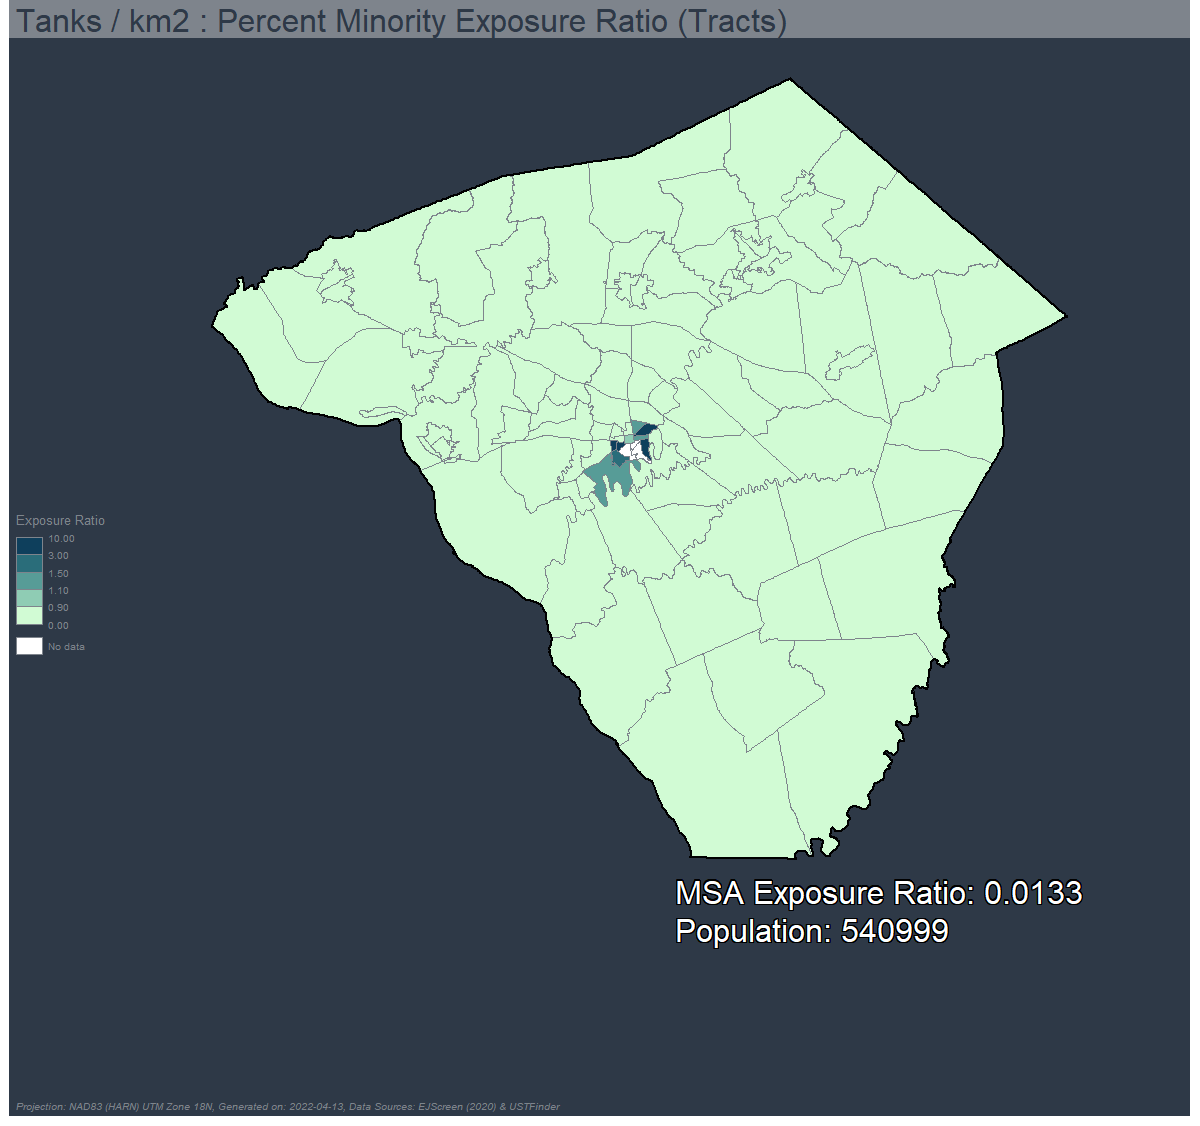 Tanks / km2 : Percent Minority Exposure Ratio (Tracts)
Exposure Ratio
10.00
3.00
1.50
1.10
0.90
0.00
No data
MSA Exposure Ratio: 0.0133
Population: 540999
Projection: NAD83 (HARN) UTM Zone 18N, Generated on: 2022-04-13, Data Sources: EJScreen (2020) & USTFinder